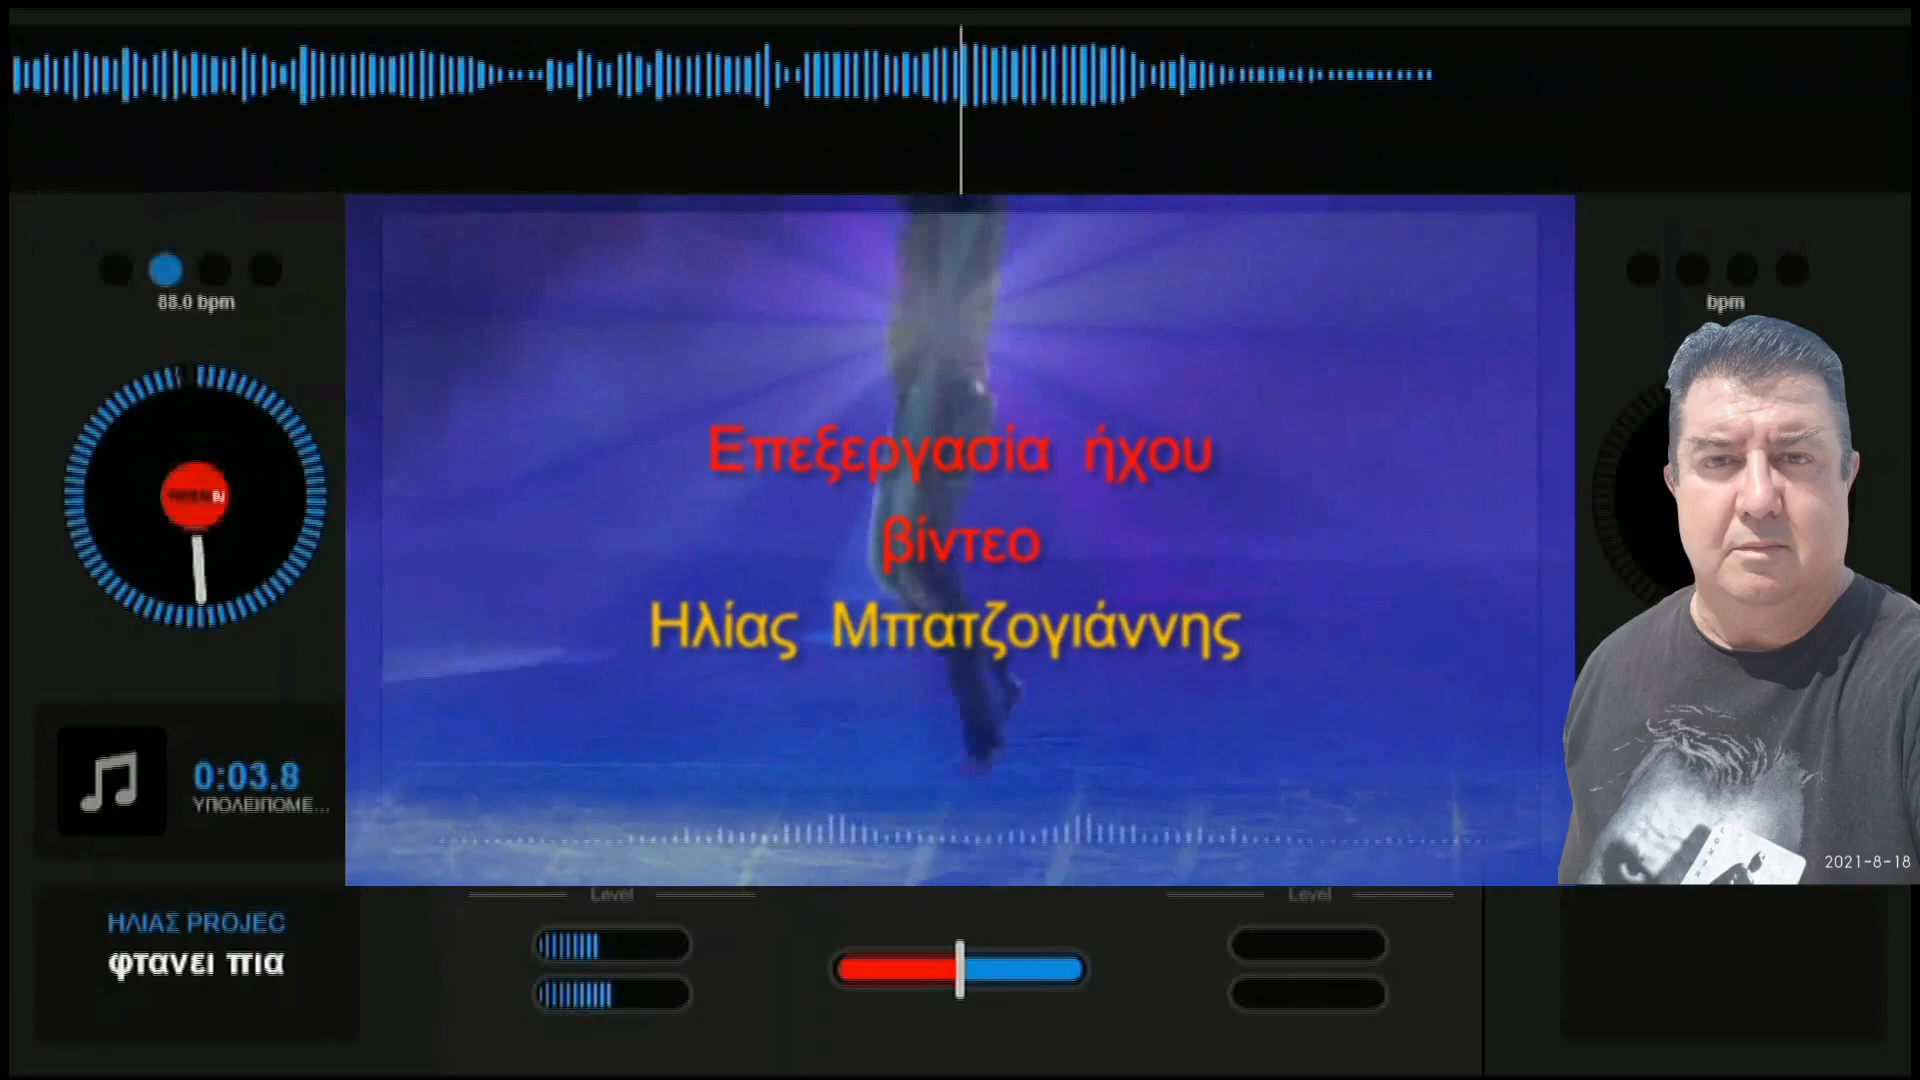 88.0 bpm
bpm
Επεξεργασία ήχου
βίντεο
Ηλίας Μπατζογιάννης
0:03.8
ΥΠΟΛΕΙΠΟΜΕ...
2021-8-18
Level
Level
ΗΛΙΑΣ PROJEC
φτανει πια